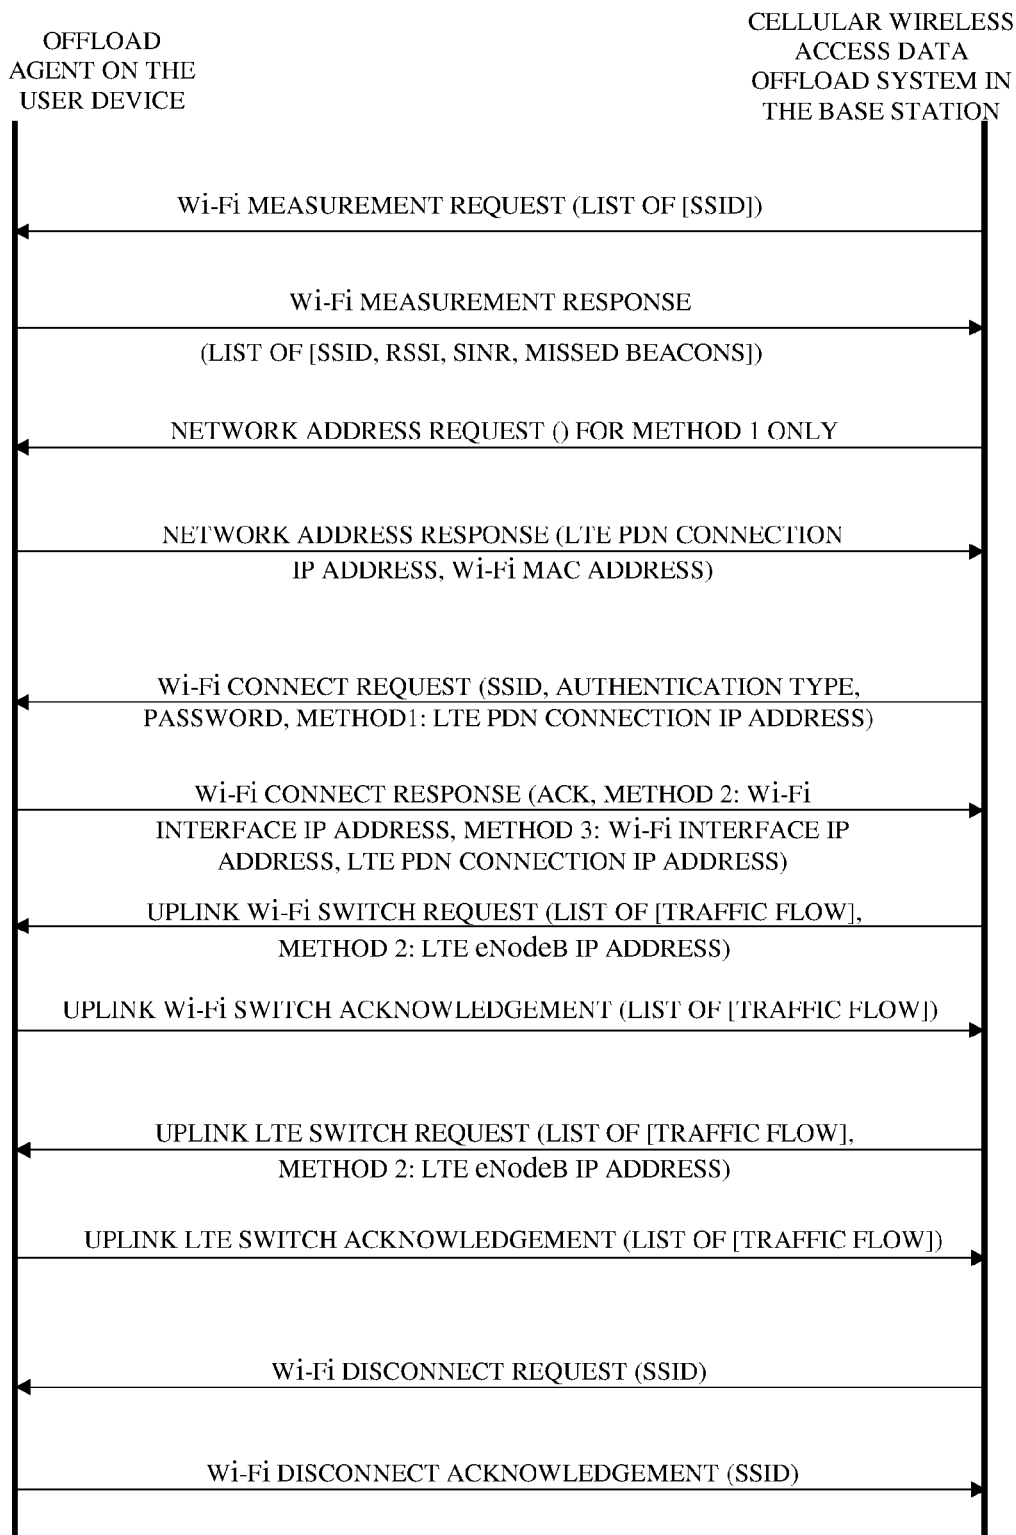 OFFLOAD
AGENT ON THE
USER DEVICE
CELLULAR WIRELESS
ACCESS DATA
OFFLOAD SYSTEM IN
THE BASE STATION
Wi-Fi MEASUREMENT REQUEST (LIST OF [SSID])
Wi-Fi MEASUREMENT RESPONSE
(LIST OF [SSID, RSSI, SINR, MISSED BEACONS])
NETWORK ADDRESS REQUEST () FOR METHOD 1 ONLY
NETWORK ADDRESS RESPONSE (LTE PDN CONNECTION
IP ADDRESS, Wi-Fi MAC ADDRESS)
Wi-Fi CONNECT REQUEST (SSID, AUTHENTICATION TYPE,
PASSWORD, METHOD1: LTE PDN CONNECTION IP ADDRESS)
Wi-Fi CONNECT RESPONSE (ACK, METHOD 2: Wi-Fi
INTERFACE IP ADDRESS, METHOD 3: Wi-Fi INTERFACE IP
ADDRESS, LTE PDN CONNECTION IP ADDRESS)
UPLINK Wi-Fi SWITCH REQUEST (LIST OF [TRAFFIC FLOW],
METHOD 2: LTE eNodeB IP ADDRESS)
UPLINK Wi-Fi SWITCH ACKNOWLEDGEMENT (LIST OF [TRAFFIC FLOW])
UPLINK LTE SWITCH REQUEST (LIST OF [TRAFFIC FLOW],
METHOD 2: LTE eNodeB IP ADDRESS)
UPLINK LTE SWITCH ACKNOWLEDGEMENT (LIST OF [TRAFFIC FLOW])
Wi-Fi DISCONNECT REQUEST (SSID)
Wi-Fi DISCONNECT ACKNOWLEDGEMENT (SSID)